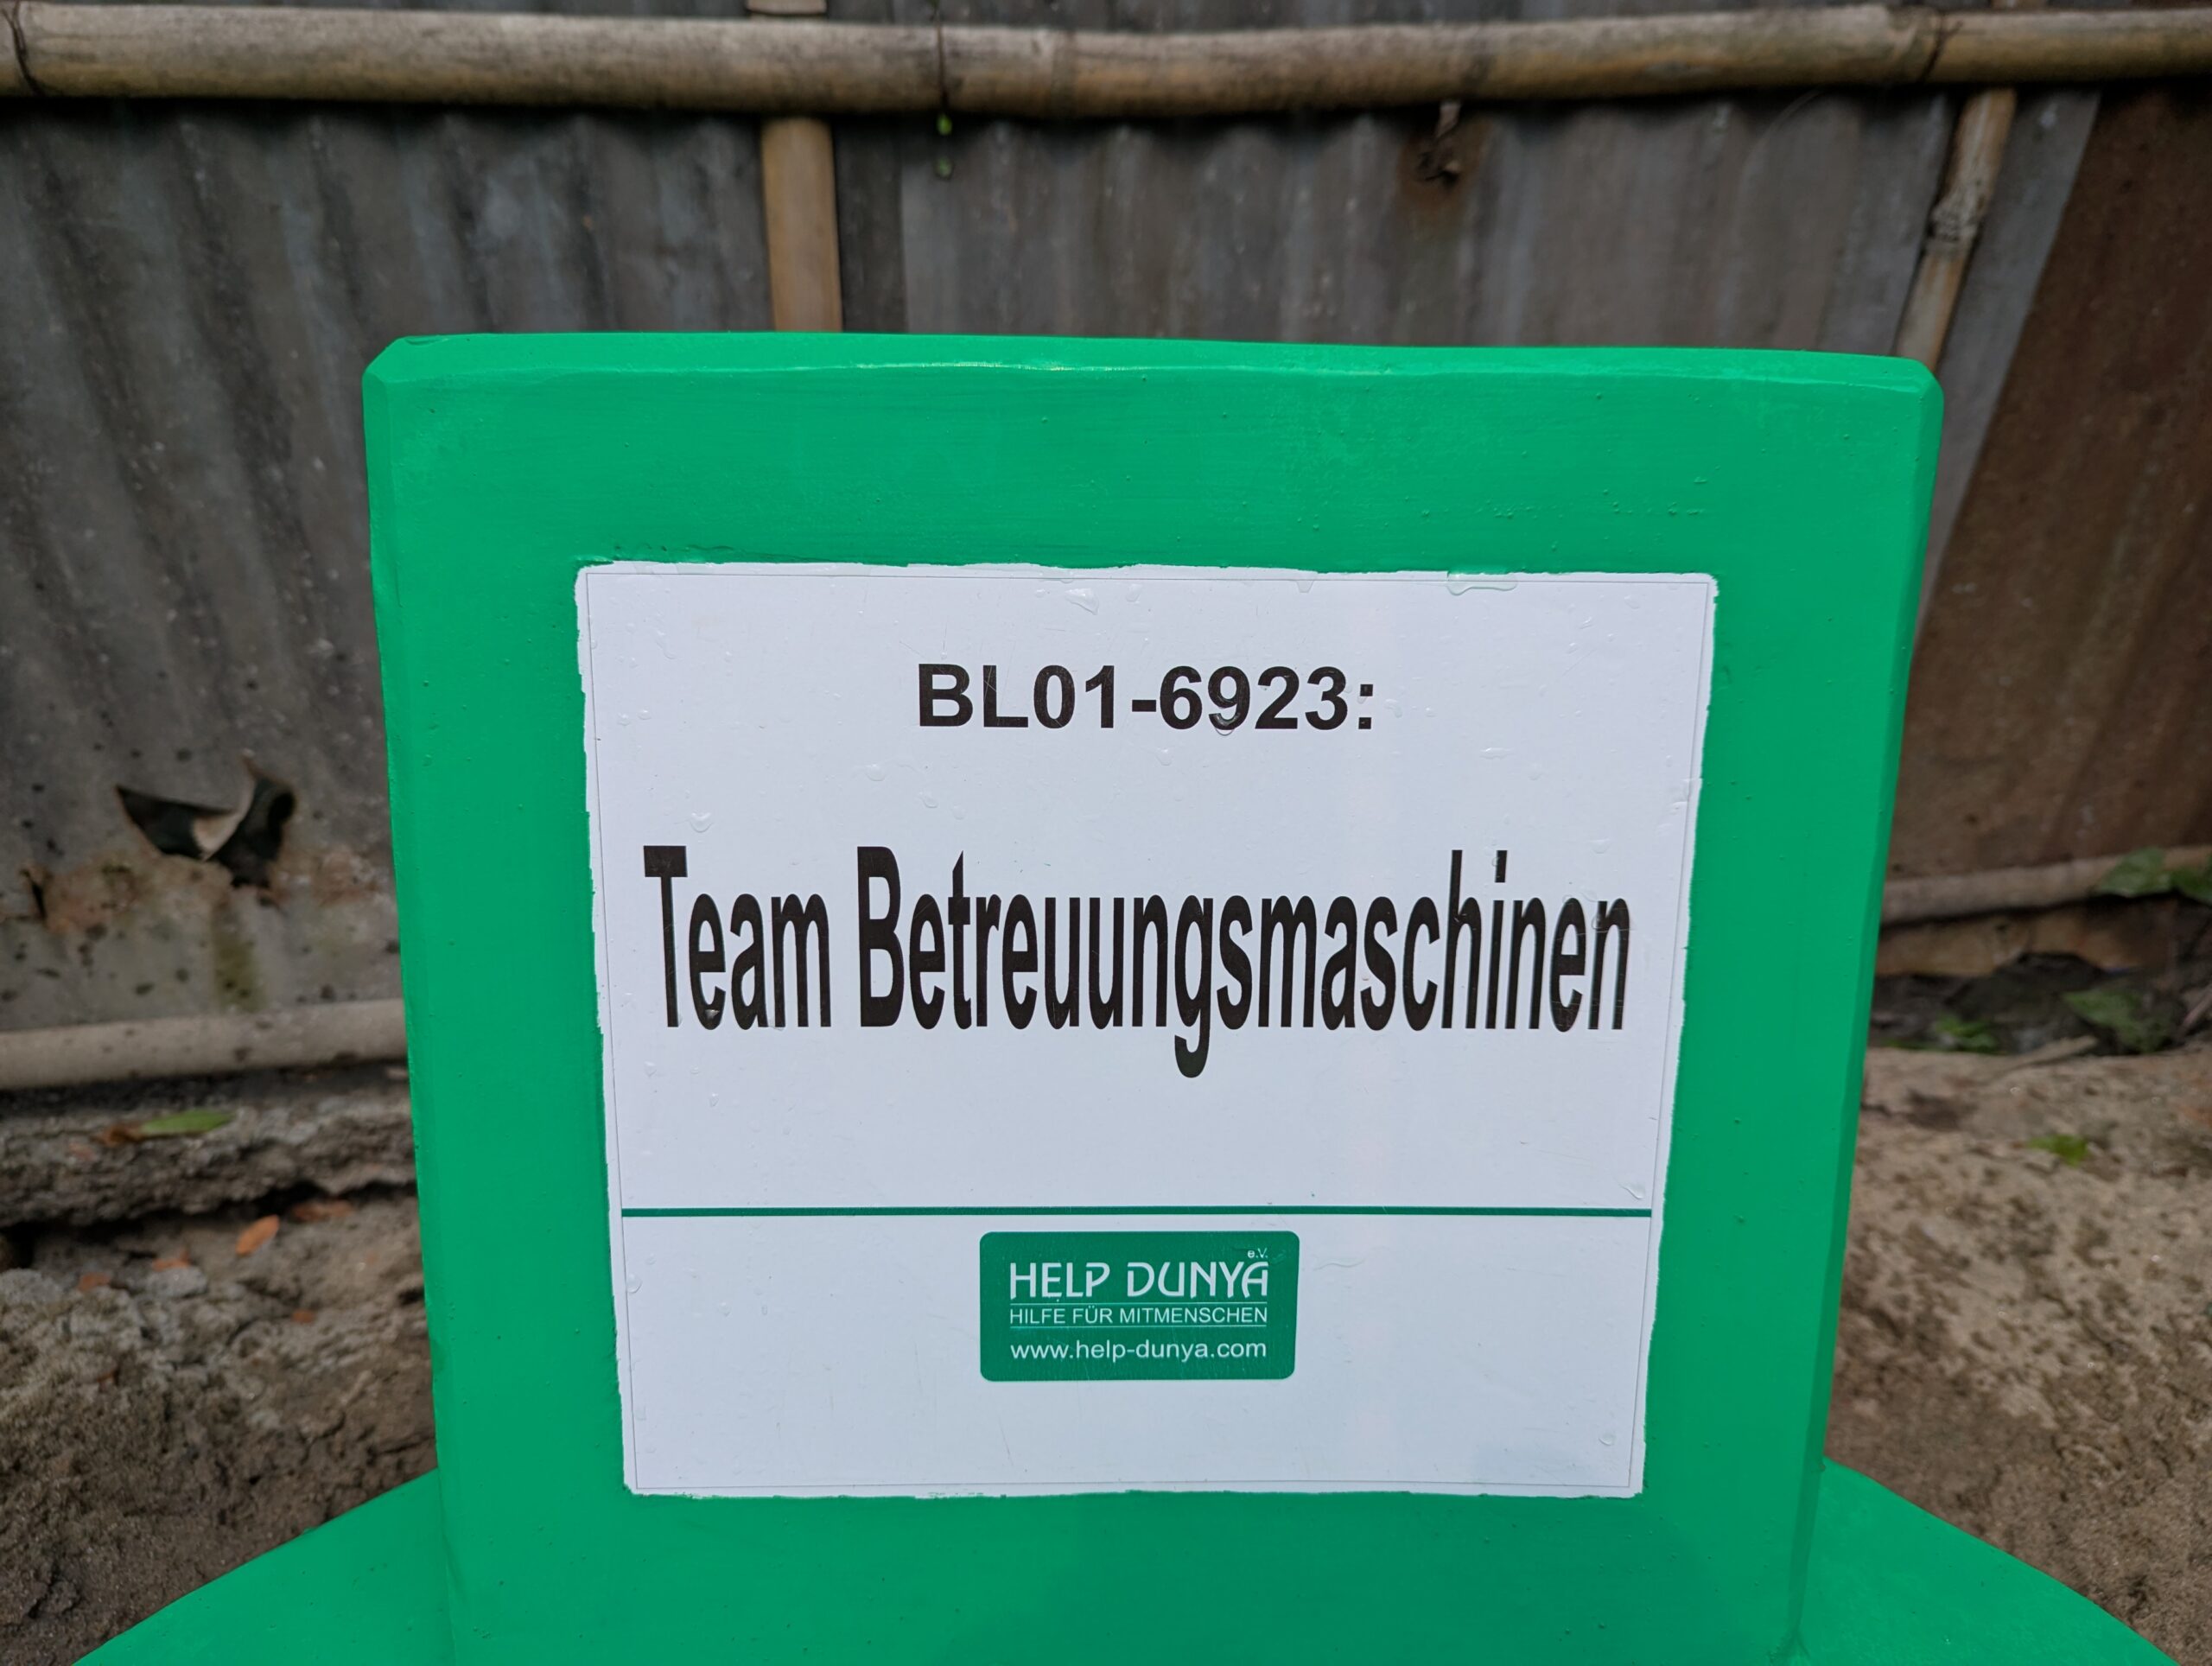 BL01-6923:
Team Betreuungsmaschinen
e.V.
HELP DUNYA
HILFE FÜR MITMENSCHEN
www.help-dunya.com